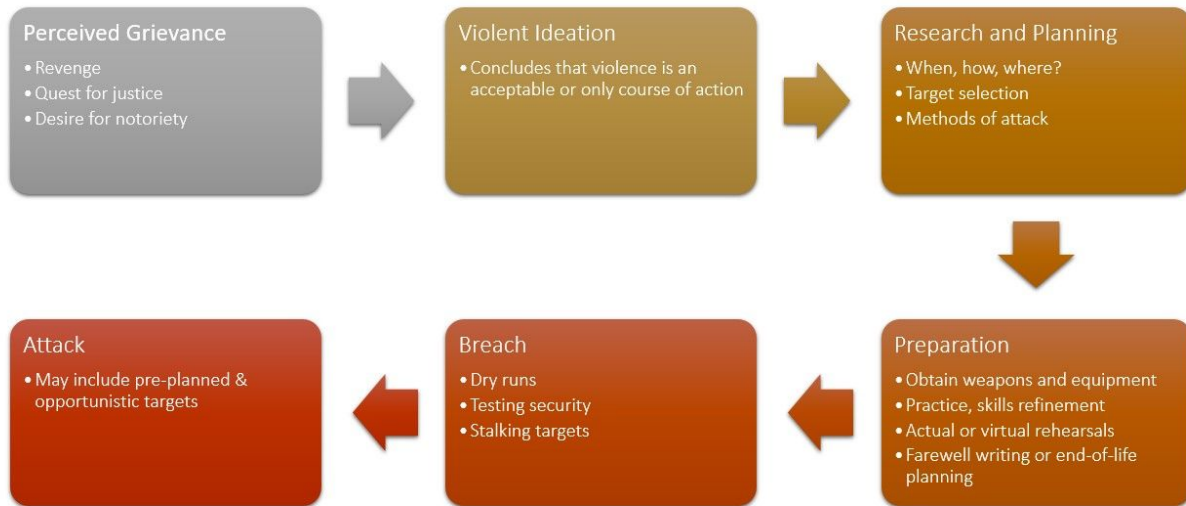 Perceived Grievance
• Revenge
• Quest for justice
• Desire for notoriety
Violent Ideation
• Concludes that violence is an
acceptable or only course of action
Research and Planning
• When, how, where?
• Target selection
• Methods of attack
Preparation
• Obtain weapons and equipment
• Practice, skills refinement
• Actual or virtual rehearsals
• Farewell writing or end-of-life
planning
Breach
• Dry runs
• Testing security
• Stalking targets
Attack
• May include pre-planned &
opportunistic targets